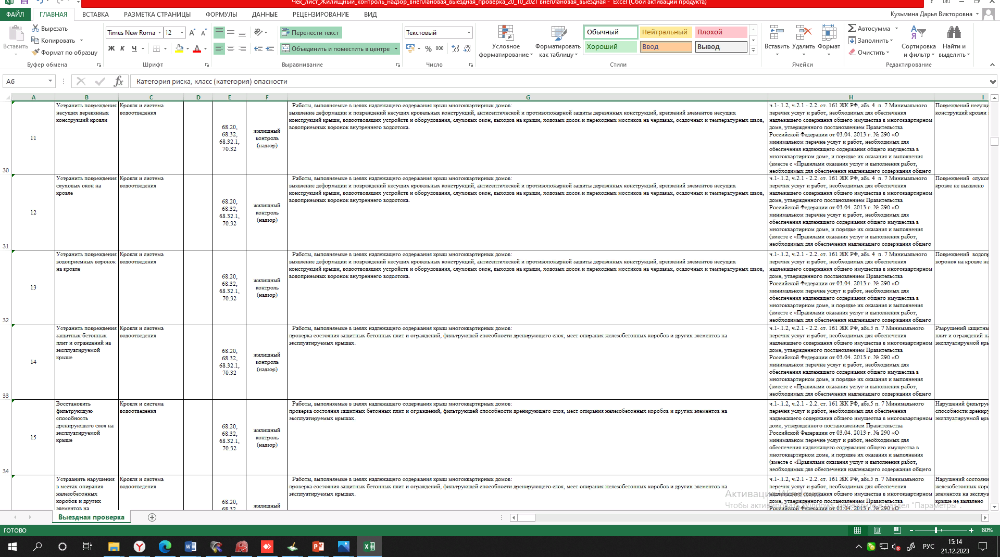 Чек_лист_Жилищный_контроль_надзор_внеплановая_выездная_проверка_20_10_2021 внеплановая_выездная - Excel (Сбой активации продукта)
ФАЙЛ ГЛАВНАЯ ВСТАВКА РАЗМЕТКА СТРАНИЦЫ ФОРМУЛЫ ДАННЫЕ РЕЦЕНЗИРОВАНИЕ ВИД Кузьмина Дарья Викторовна
Вставить
Вырезать
Копировать
Формат по образцу
Буфер обмена
Times New Roma 12
Ж К Ч
Шрифт
Перенести текст
Объединить и поместить в центре
Выравнивание
Текстовый
% 000
Число
Условное форматирование
Форматировать как таблицу
Обычный Нейтральный Плохой
Хороший Ввод Вывод
Стили
Вставить Удалить Формат
Ячейки
Автосумма
Заполнить
Очистить
Сортировка и фильтр
Найти и выделить
Редактирование
A6 fx Категория риска, класс (категория) опасности
A B C D E F G H I
30
11
Устранить повреждения
несущих деревянных
конструкций кровли
Кровля и система
водоотведения
68.20,
68.32,
68.32.1,
70.32
жилищный
контроль
(надзор)
Работы, выполняемые в целях надлежащего содержания крыш многоквартирных домов:
выявление деформации и повреждений несущих кровельных конструкций, антисептической и противопожарной защиты деревянных конструкций, креплений элементов несущих
конструкций крыши, водоотводящих устройств и оборудования, слуховых окон, выходов на крыши, ходовых досок и переходных мостиков на чердаках, осадочных и температурных швов,
водоприемных воронок внутреннего водостока.
ч.1-.1.2, ч.2.1 - 2.2. ст. 161 ЖК РФ, абз. 4 п. 7 Минимального
перечня услуг и работ, необходимых для обеспечения
надлежащего содержания общего имущества в многоквартирном
доме, утвержденного постановлением Правительства
Российской Федерации от 03.04. 2013 г. № 290 «О
минимальном перечне услуг и работ, необходимых для
обеспечения надлежащего содержания общего имущества в
многоквартирном доме, и порядке их оказания и выполнения
(вместе с «Правилами оказания услуг и выполнения работ,
необходимых для обеспечения надлежащего содержания общего
Повреждений несущи
конструкций кровли
31
12
Устранить повреждения
слуховых окон на
кровле
Кровля и система
водоотведения
68.20,
68.32,
68.32.1,
70.32
жилищный
контроль
(надзор)
Работы, выполняемые в целях надлежащего содержания крыш многоквартирных домов:
выявление деформации и повреждений несущих кровельных конструкций, антисептической и противопожарной защиты деревянных конструкций, креплений элементов несущих
конструкций крыши, водоотводящих устройств и оборудования, слуховых окон, выходов на крыши, ходовых досок и переходных мостиков на чердаках, осадочных и температурных швов,
водоприемных воронок внутреннего водостока.
ч.1-.1.2, ч.2.1 - 2.2. ст. 161 ЖК РФ, абз. 4 п. 7 Минимального
перечня услуг и работ, необходимых для обеспечения
надлежащего содержания общего имущества в многоквартирном
доме, утвержденного постановлением Правительства
Российской Федерации от 03.04. 2013 г. № 290 «О
минимальном перечне услуг и работ, необходимых для
обеспечения надлежащего содержания общего имущества в
многоквартирном доме, и порядке их оказания и выполнения
(вместе с «Правилами оказания услуг и выполнения работ,
необходимых для обеспечения надлежащего содержания общего
Повреждений слухов
кровле не выявлено
32
13
Устранить повреждения
водоприемных воронок
на кровле
Кровля и система
водоотведения
68.20,
68.32,
68.32.1,
70.32
жилищный
контроль
(надзор)
Работы, выполняемые в целях надлежащего содержания крыш многоквартирных домов:
выявление деформации и повреждений несущих кровельных конструкций, антисептической и противопожарной защиты деревянных конструкций, креплений элементов несущих
конструкций крыши, водоотводящих устройств и оборудования, слуховых окон, выходов на крыши, ходовых досок и переходных мостиков на чердаках, осадочных и температурных швов,
водоприемных воронок внутреннего водостока.
ч.1-.1.2, ч.2.1 - 2.2. ст. 161 ЖК РФ, абз. 4 п. 7 Минимального
перечня услуг и работ, необходимых для обеспечения
надлежащего содержания общего имущества в многоквартирном
доме, утвержденного постановлением Правительства
Российской Федерации от 03.04. 2013 г. № 290 «О
минимальном перечне услуг и работ, необходимых для
обеспечения надлежащего содержания общего имущества в
многоквартирном доме, и порядке их оказания и выполнения
(вместе с «Правилами оказания услуг и выполнения работ,
необходимых для обеспечения надлежащего содержания общего
Повреждений водопр
воронок на кровле не
33
14
Устранить повреждения
защитных бетонных
плит и ограждений на
эксплуатируемой
крыше
Кровля и система
водоотведения
68.20,
68.32,
68.32.1,
70.32
жилищный
контроль
(надзор)
Работы, выполняемые в целях надлежащего содержания крыш многоквартирных домов:
проверка состояния защитных бетонных плит и ограждений, фильтрующей способности дренирующего слоя, мест опирания железобетонных коробов и других элементов на
эксплуатируемых крышах.
ч.1-.1.2, ч.2.1 - 2.2. ст. 161 ЖК РФ, абз.5 п. 7 Минимального
перечня услуг и работ, необходимых для обеспечения
надлежащего содержания общего имущества в многоквартирном
доме, утвержденного постановлением Правительства
Российской Федерации от 03.04. 2013 г. № 290 «О
минимальном перечне услуг и работ, необходимых для
обеспечения надлежащего содержания общего имущества в
многоквартирном доме, и порядке их оказания и выполнения
(вместе с «Правилами оказания услуг и выполнения работ,
необходимых для обеспечения надлежащего содержания общего
Разрушений защитны
плит и ограждений на
эксплуатируемой кры
34
15
Восстановить
фильтрующую
способность
дренирующего слоя на
эксплуатируемой
крыше
Кровля и система
водоотведения
68.20,
68.32,
68.32.1,
70.32
жилищный
контроль
(надзор)
Работы, выполняемые в целях надлежащего содержания крыш многоквартирных домов:
проверка состояния защитных бетонных плит и ограждений, фильтрующей способности дренирующего слоя, мест опирания железобетонных коробов и других элементов на
эксплуатируемых крышах.
ч.1-.1.2, ч.2.1 - 2.2. ст. 161 ЖК РФ, абз.5 п. 7 Минимального
перечня услуг и работ, необходимых для обеспечения
надлежащего содержания общего имущества в многоквартирном
доме, утвержденного постановлением Правительства
Российской Федерации от 03.04. 2013 г. № 290 «О
минимальном перечне услуг и работ, необходимых для
обеспечения надлежащего содержания общего имущества в
многоквартирном доме, и порядке их оказания и выполнения
(вместе с «Правилами оказания услуг и выполнения работ,
необходимых для обеспечения надлежащего содержания общего
Нарушений фильтрую
способности дрениру
эксплуатируемой кры
Устраанить нарушения
в местах опирания
железобетонных
коробов и других
элементов на
Кровля и система
водоотведения
68.20,
68.32
жилищный
Работы, выполняемые в целях надлежащего содержания крыш многоквартирных домов:
проверка состояния защитных бетонных плит и ограждений, фильтрующей способности дренирующего слоя, мест опирания железобетонных коробов и других элементов на
эксплуатируемых крышах.
ч.1-.1.2, ч.2.1 - 2.2. ст. 161 ЖК РФ, абз.5 п. 7 Минимального
перечня услуг и работ, необходимых для обеспечения
надлежащего содержания общего имущества в многоквартирном
доме, утвержденного постановлением Правительства
Российской Федерации от 03.04. 2013 г. № 290 «О
Нарушений состояни
железобетонных коро
элементов на эксплуа
крыше не выявлено
Активация Windows
Чтобы активировать Windows, перейдите в раздел "Параметры".
Выездная проверка
ГОТОВО 80%
РУС 15:14
21.12.2023